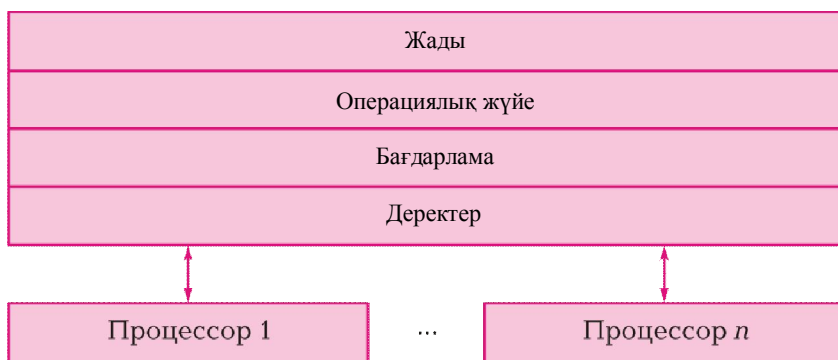 Жады
Операциялық жүйе
Бағдарлама
Деректер
Процессор 1 ... Процессор n